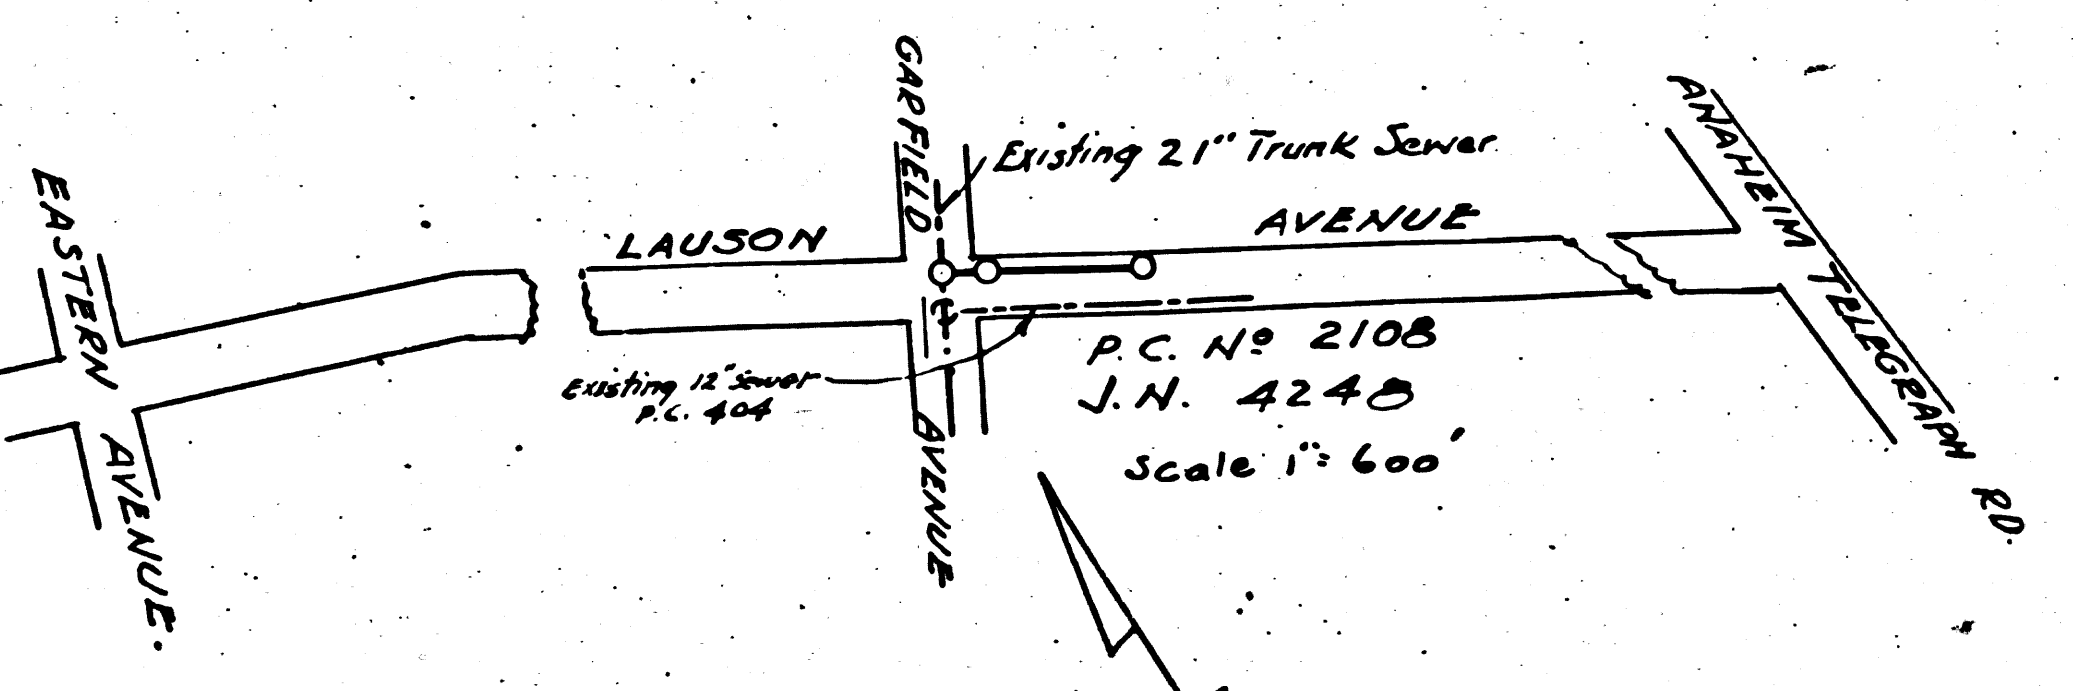 EASTERN AVENUE.
LAUSON AVENUE
GARFIELD AVENUE
Existing 21" Trunk Sewer
ANAHEIM TELEGRAPH RD.
Existing 12" sewer
P.C. 404
P.C. Nº 2108
J.N. 4248
Scale 1" = 600'